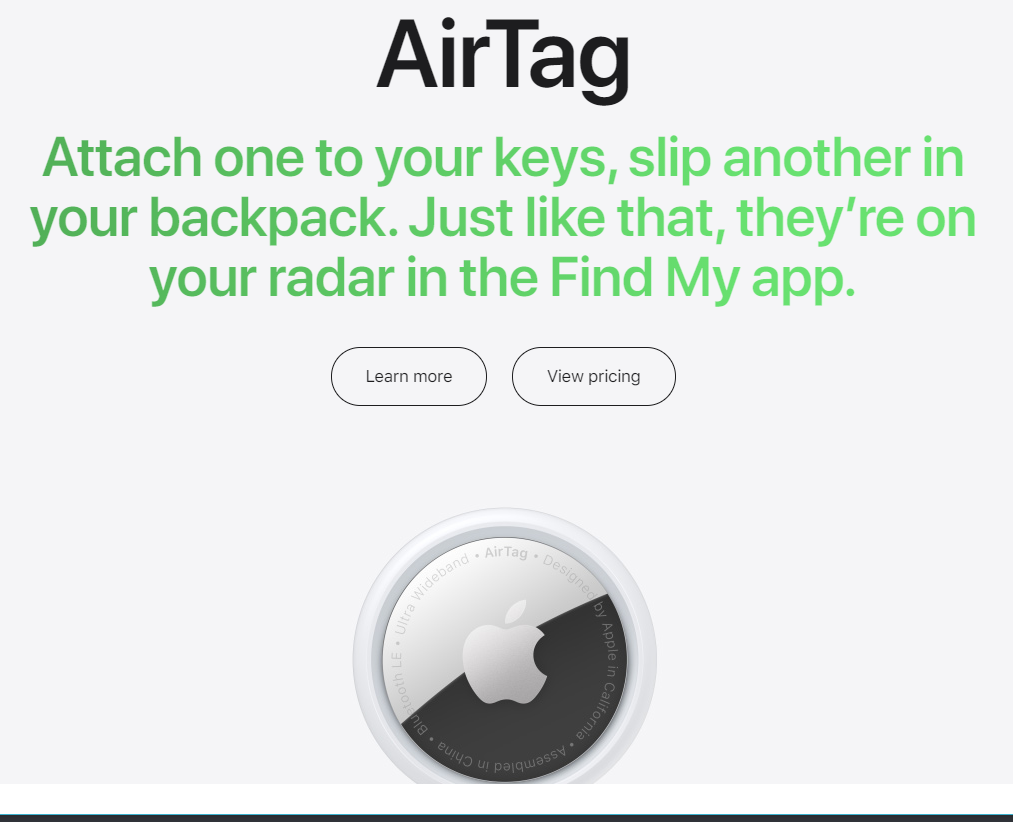 AirTag
Attach one to your keys, slip another in
your backpack. Just like that, they’re on
your radar in the Find My app.
Learn more
View pricing
• AirTag • Designed by Apple in California • Assembled in China • Bluetooth LE • Ultra Wideband